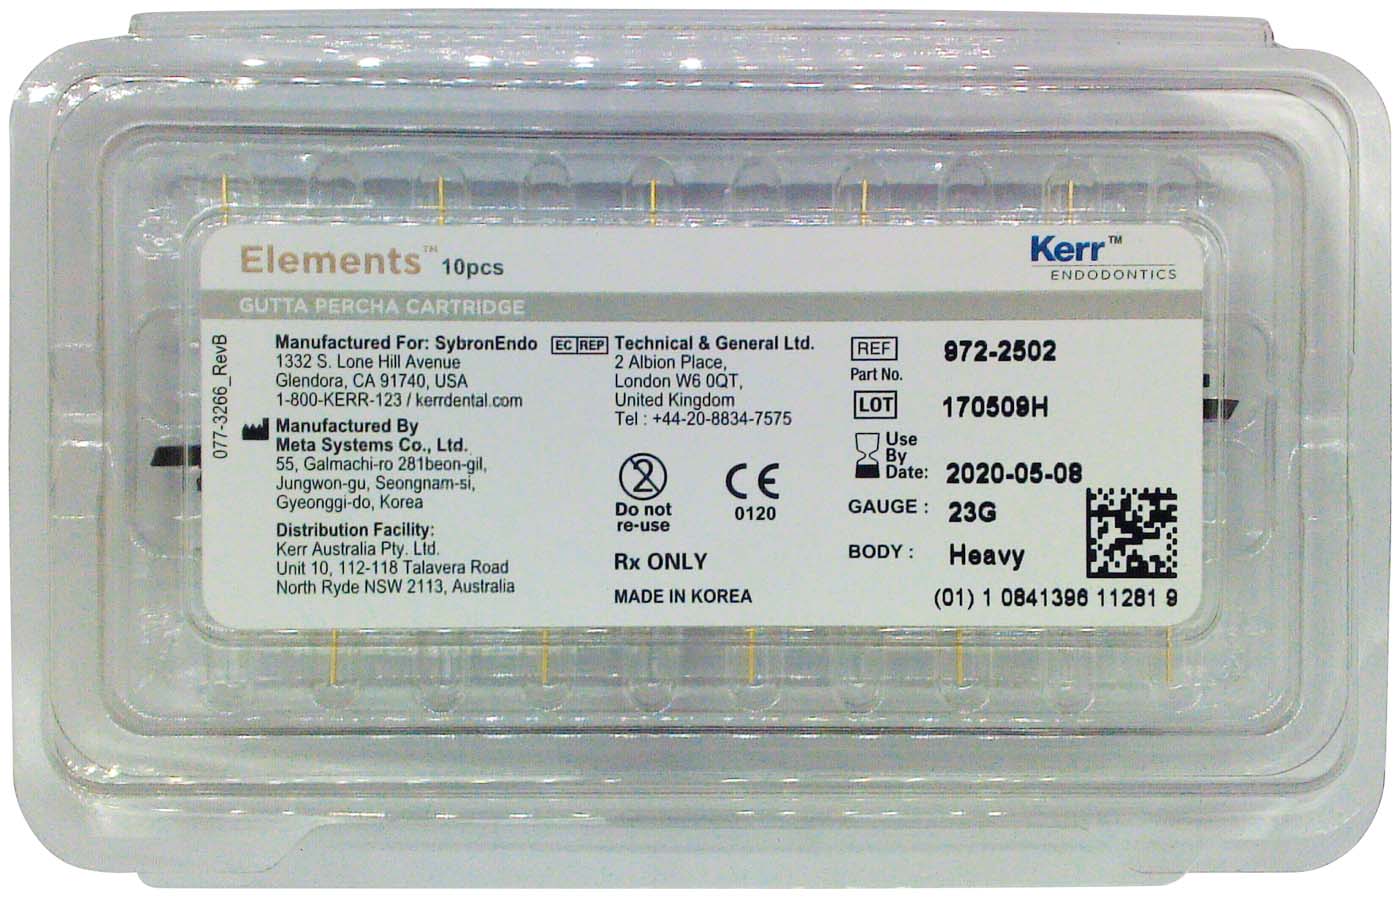 Elements™ 10pcs
Kerr™
ENDODONTICS
GUTTA PERCHA CARTRIDGE
077-3266_RevB
Manufactured For: SybronEndo
1332 S. Lone Hill Avenue
Glendora, CA 91740, USA
1-800-KERR-123 / kerrdental.com
Manufactured By
Meta Systems Co., Ltd.
55, Galmachi-ro 281beon-gil,
Jungwon-gu, Seongnam-si,
Gyeonggi-do, Korea
Distribution Facility:
Kerr Australia Pty. Ltd.
Unit 10, 112-118 Talavera Road
North Ryde NSW 2113, Australia
EC REP Technical & General Ltd.
2 Albion Place,
London W6 0QT,
United Kingdom
Tel : +44-20-8834-7575
2
Do not
re-use
CE
0120
Rx ONLY
MADE IN KOREA
REF 972-2502
Part No.
LOT 170509H
Use
By
Date: 2020-05-08
GAUGE : 23G
BODY : Heavy
(01) 1 0841396 11281 9